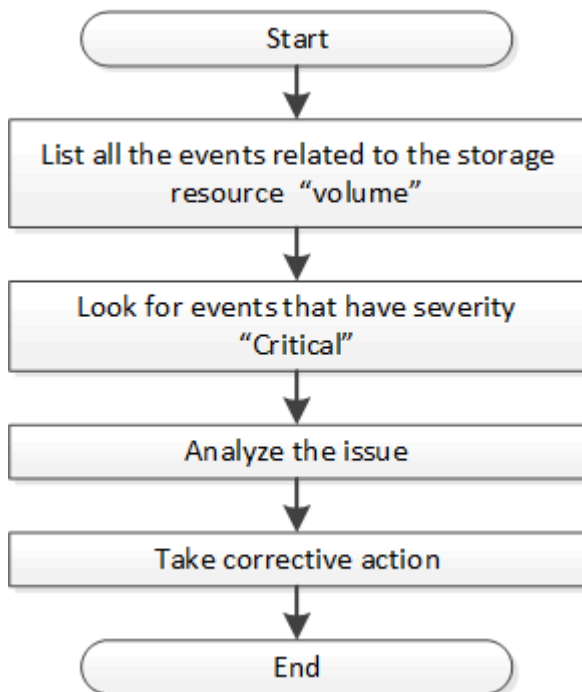 Start
List all the events related to the storage
resource “volume”
Look for events that have severity
“Critical”
Analyze the issue
Take corrective action
End